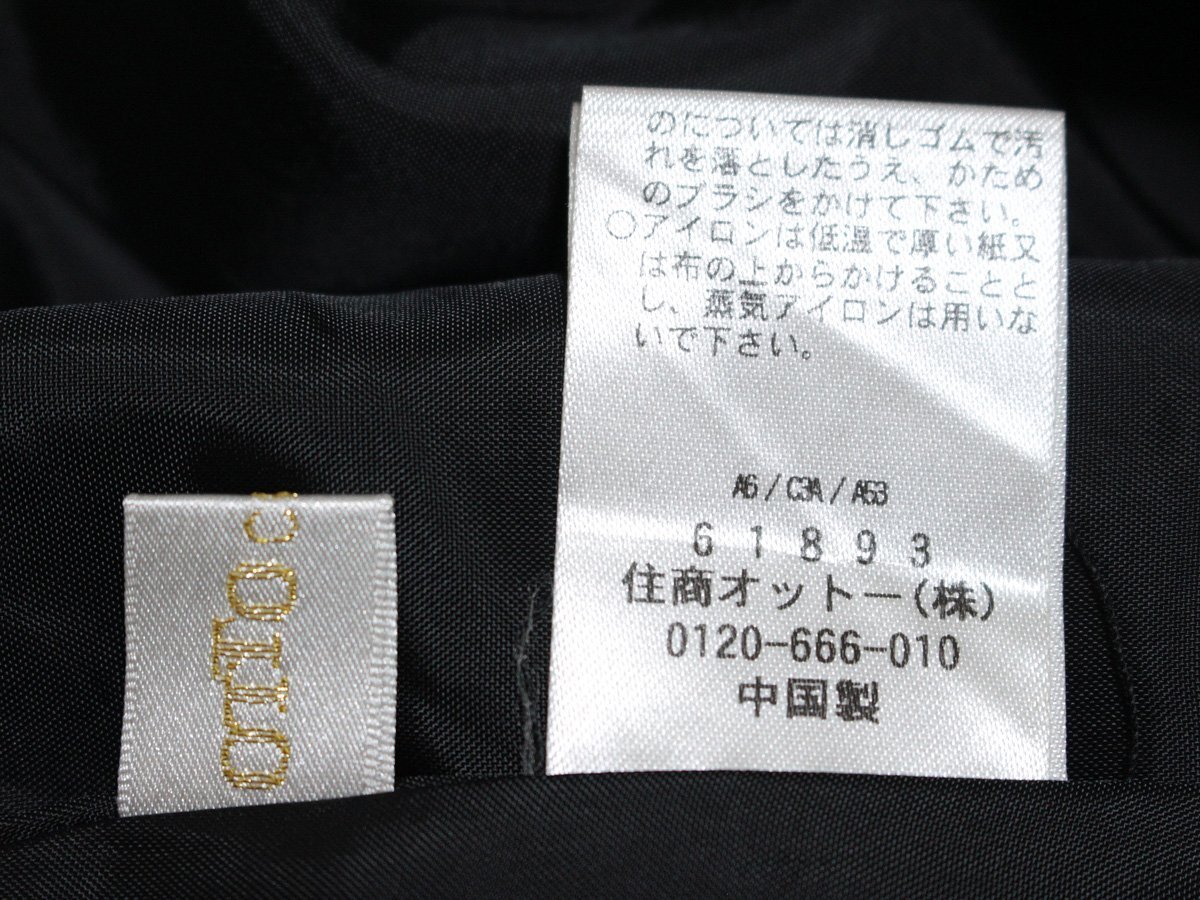 のについては消しゴムで汚
れを落としたうえ、かため
のブラシをかけて下さい。
○アイロンは低温で厚い紙又
は布の上からかけることと
し、蒸気アイロンは用いな
いで下さい。
A6/C3A/A53
61893
住商オットー(株)
0120-666-010
中国製